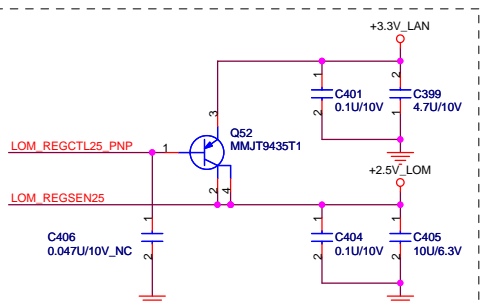 +3.3V_LAN
1
2
C401
0.1U/10V
C399
4.7U/10V
2
1
3
Q52
MMJT9435T1
LOM_REGCTL25_PNP
1
+2.5V_LOM
2
4
LOM_REGSEN25
1
C406
0.047U/10V_NC
2
1
1
C404
0.1U/10V
C405
10U/6.3V
2
2